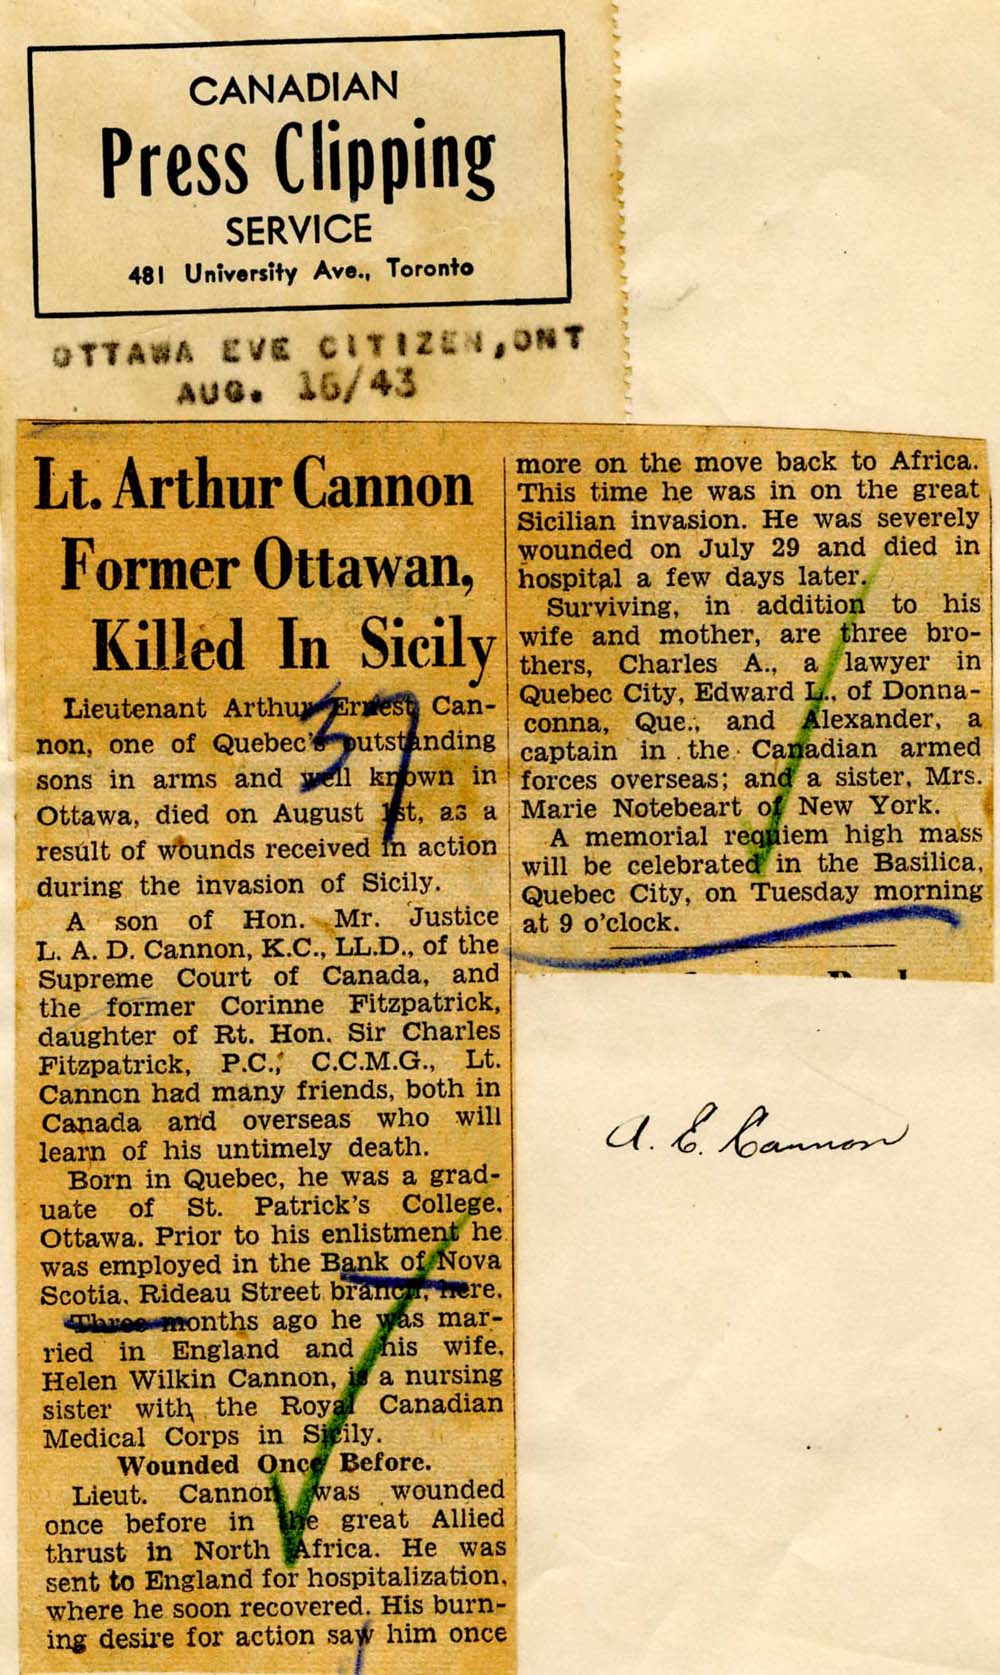 CANADIAN
Press Clipping
SERVICE
481 University Ave., Toronto
OTTAWA EVE CITIZEN, ONT
AUG. 16/43
Lt. Arthur Cannon
Former Ottawan,
Killed In Sicily
Lieutenant Arthur Ernest Can-
non, one of Quebec's outstanding
sons in arms and well known in
Ottawa, died on August 1st, as a
result of wounds received in action
during the invasion of Sicily.
A son of Hon. Mr. Justice
L. A. D. Cannon, K.C., LL.D., of the
Supreme Court of Canada, and
the former Corinne Fitzpatrick,
daughter of Rt. Hon. Sir Charles
Fitzpatrick, P.C., C.C.M.G., Lt.
Cannon had many friends, both in
Canada and overseas who will
learn of his untimely death.
Born in Quebec, he was a grad-
uate of St. Patrick's College,
Ottawa. Prior to his enlistment he
was employed in the Bank of Nova
Scotia, Rideau Street branch, here.
Three months ago he was mar-
ried in England and his wife,
Helen Wilkin Cannon, is a nursing
sister with the Royal Canadian
Medical Corps in Sicily.
Wounded Once Before.
Lieut. Cannon was wounded
once before in the great Allied
thrust in North Africa. He was
sent to England for hospitalization,
where he soon recovered. His burn-
ing desire for action saw him once
more on the move back to Africa.
This time he was in on the great
Sicilian invasion. He was severely
wounded on July 29 and died in
hospital a few days later.
Surviving, in addition to his
wife and mother, are three bro-
thers, Charles A., a lawyer in
Quebec City, Edward L., of Donna-
conna, Que., and Alexander, a
captain in the Canadian armed
forces overseas; and a sister, Mrs.
Marie Notebeart of New York.
A memorial requiem high mass
will be celebrated in the Basilica,
Quebec City, on Tuesday morning
at 9 o'clock.
37
A. E. Cannon